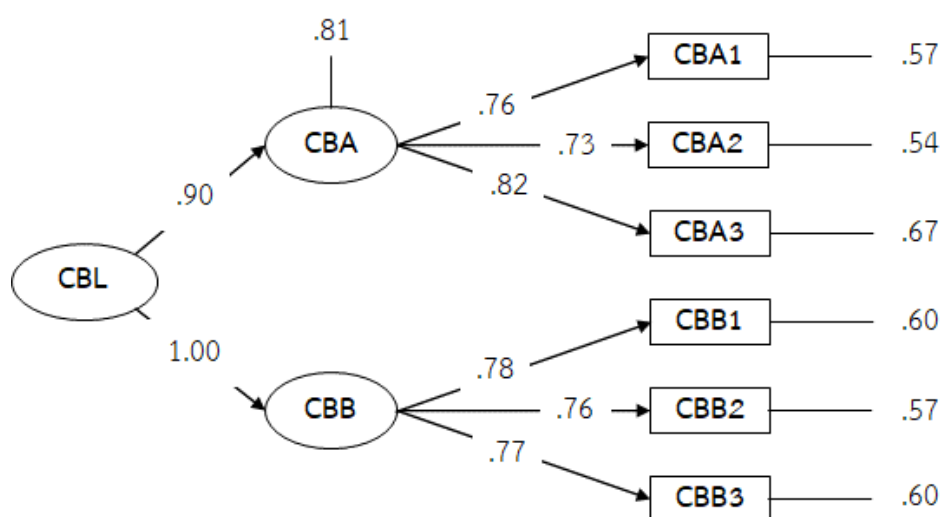 .81
CBA1
.57
.76
CBA
.73
CBA2
.54
.82
.90
CBA3
.67
CBL
CBB1
.60
1.00
.78
CBB
.76
CBB2
.57
.77
CBB3
.60